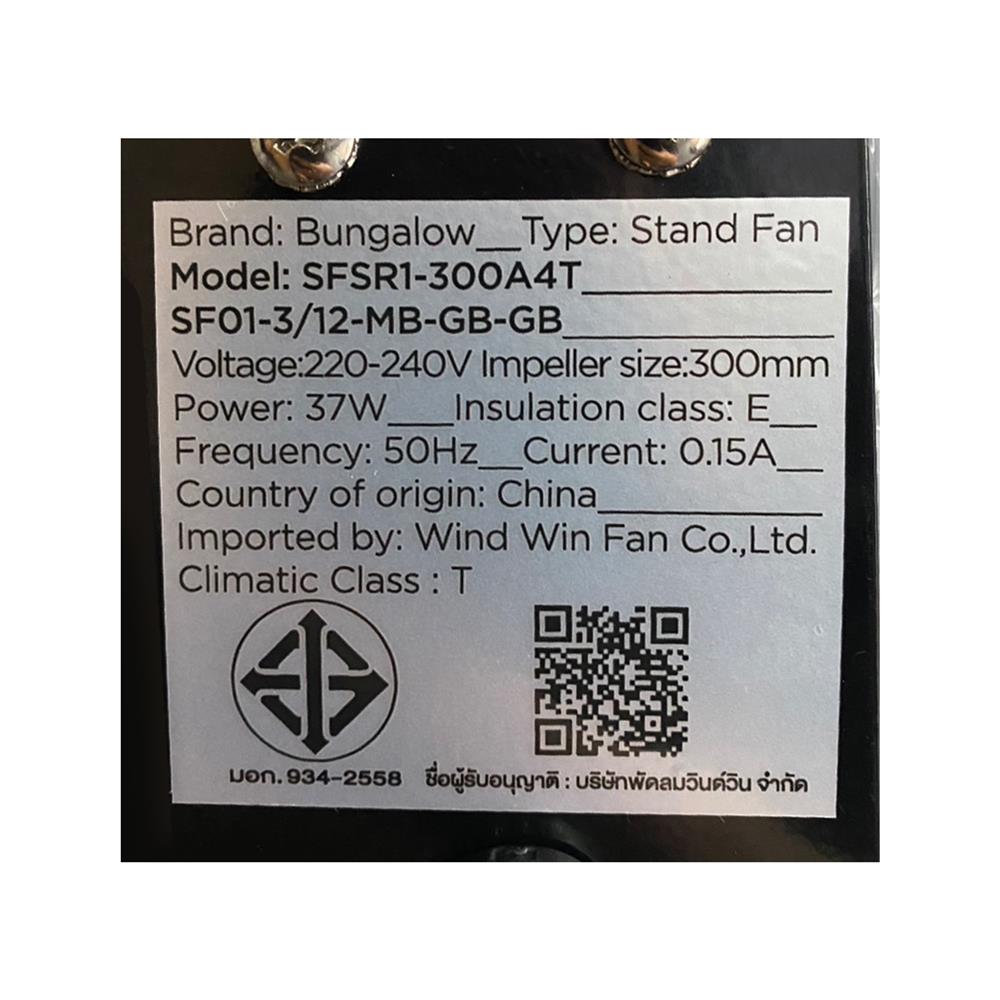 Brand: Bungalow__Type: Stand Fan
Model: SFSR1-300A4T____________
SF01-3/12-MB-GB-GB_____________
Voltage:220-240V Impeller size:300mm
Power: 37W___Insulation class: E__
Frequency: 50Hz__Current: 0.15A__
Country of origin: China__________
Imported by: Wind Win Fan Co.,Ltd.
Climatic Class : T
มอก. 934-2558 ชื่อผู้รับอนุญาติ : บริษัทพัดลมวินด์วิน จำกัด